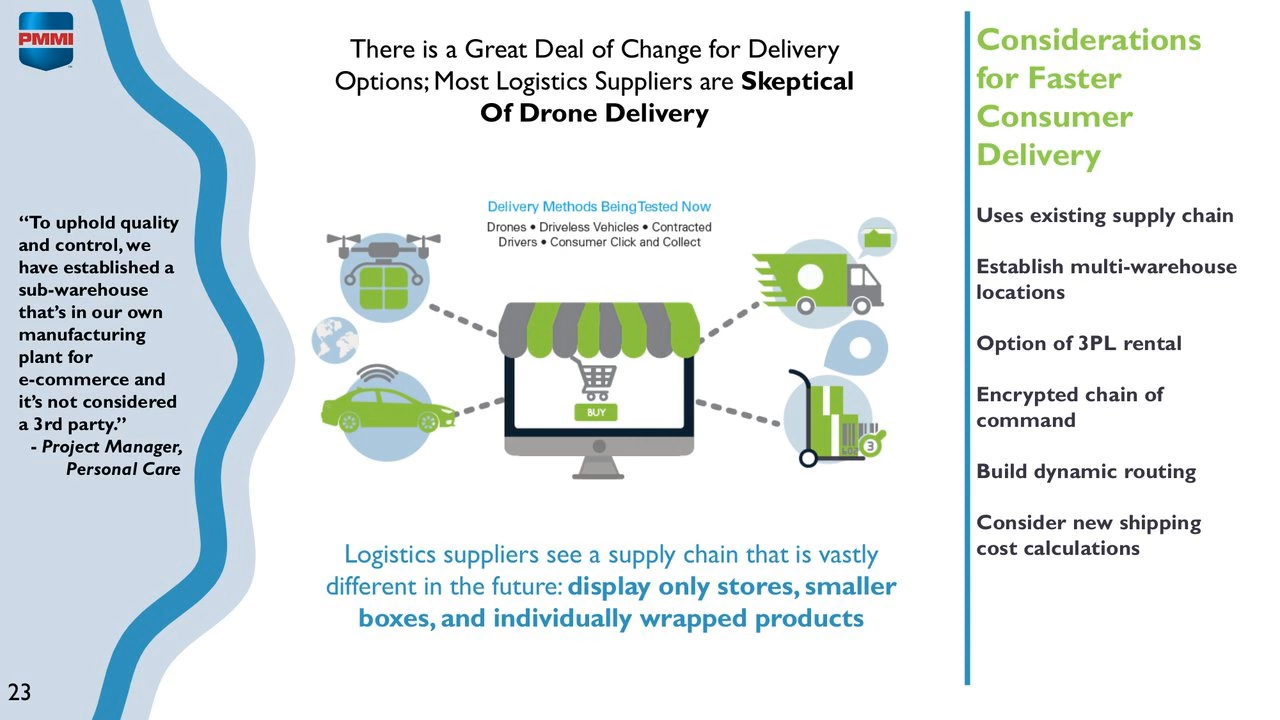 PMMI
There is a Great Deal of Change for Delivery
Options; Most Logistics Suppliers are Skeptical
Of Drone Delivery
“To uphold quality
and control, we
have established a
sub-warehouse
that’s in our own
manufacturing
plant for
e-commerce and
it’s not considered
a 3rd party.”
- Project Manager,
Personal Care
Delivery Methods Being Tested Now
Drones • Driveless Vehicles • Contracted
Drivers • Consumer Click and Collect
BUY
3
Logistics suppliers see a supply chain that is vastly
different in the future: display only stores, smaller
boxes, and individually wrapped products
Considerations
for Faster
Consumer
Delivery
Uses existing supply chain
Establish multi-warehouse
locations
Option of 3PL rental
Encrypted chain of
command
Build dynamic routing
Consider new shipping
cost calculations
23